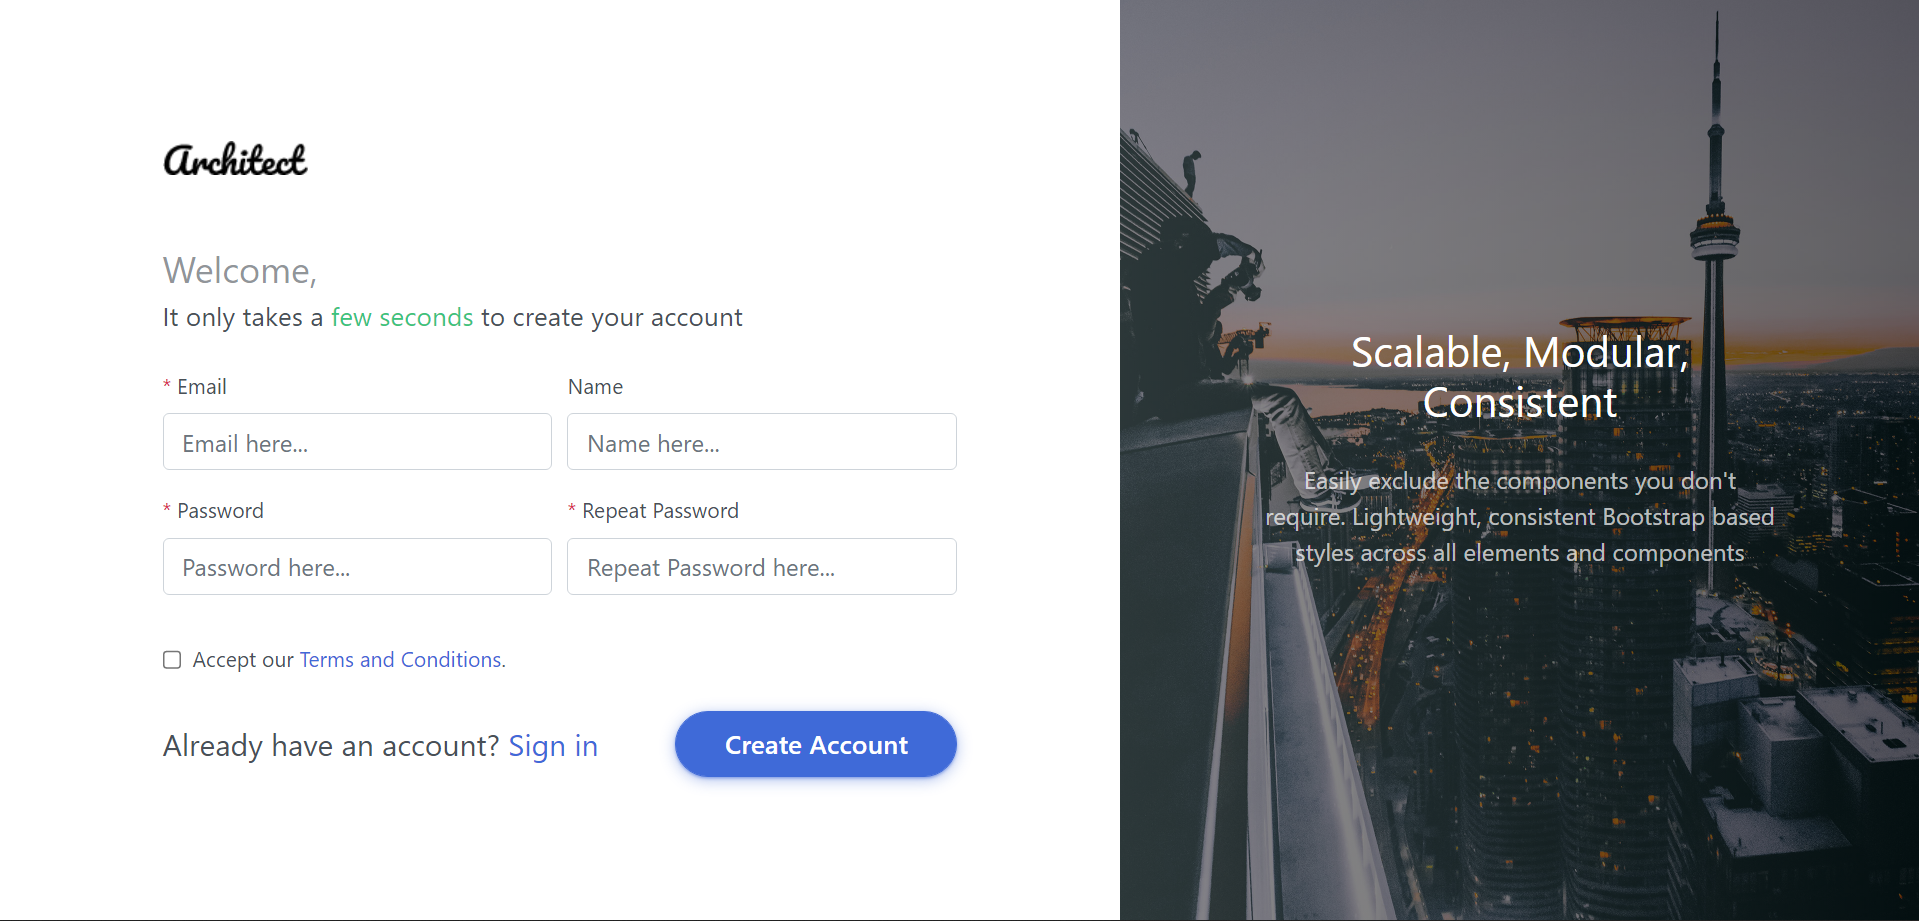 Architect
Welcome,
It only takes a few seconds to create your account
* Email
Name
Email here...
Name here...
* Password
* Repeat Password
Password here...
Repeat Password here...
Accept our Terms and Conditions.
Already have an account? Sign in
Create Account
Scalable, Modular,
Consistent
Easily exclude the components you don't
require. Lightweight, consistent Bootstrap based
styles across all elements and components